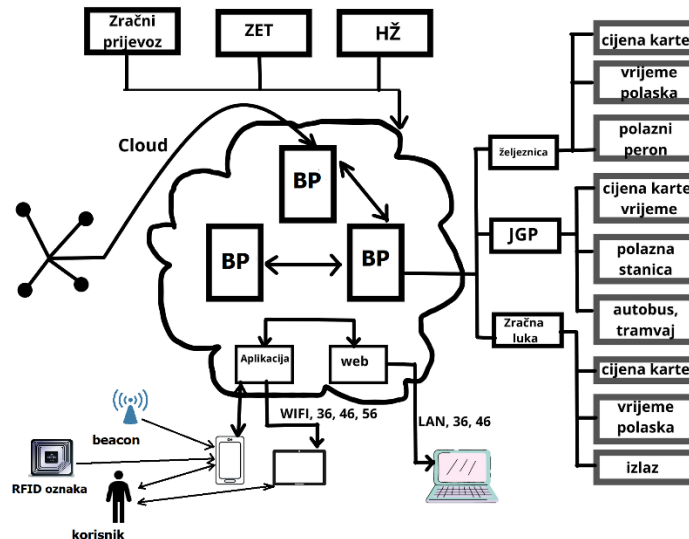 Zračni
prijevoz
ZET
HŽ
Cloud
BP
BP
BP
Aplikacija
web
WIFI, 36, 46, 56
LAN, 36, 46
beacon
RFID oznaka
korisnik
željeznica
JGP
Zračna
luka
cijena karte
vrijeme
polaska
polazni
peron
cijena karte
vrijeme
polazna
stanica
autobus,
tramvaj
cijena karte
vrijeme
polaska
izlaz